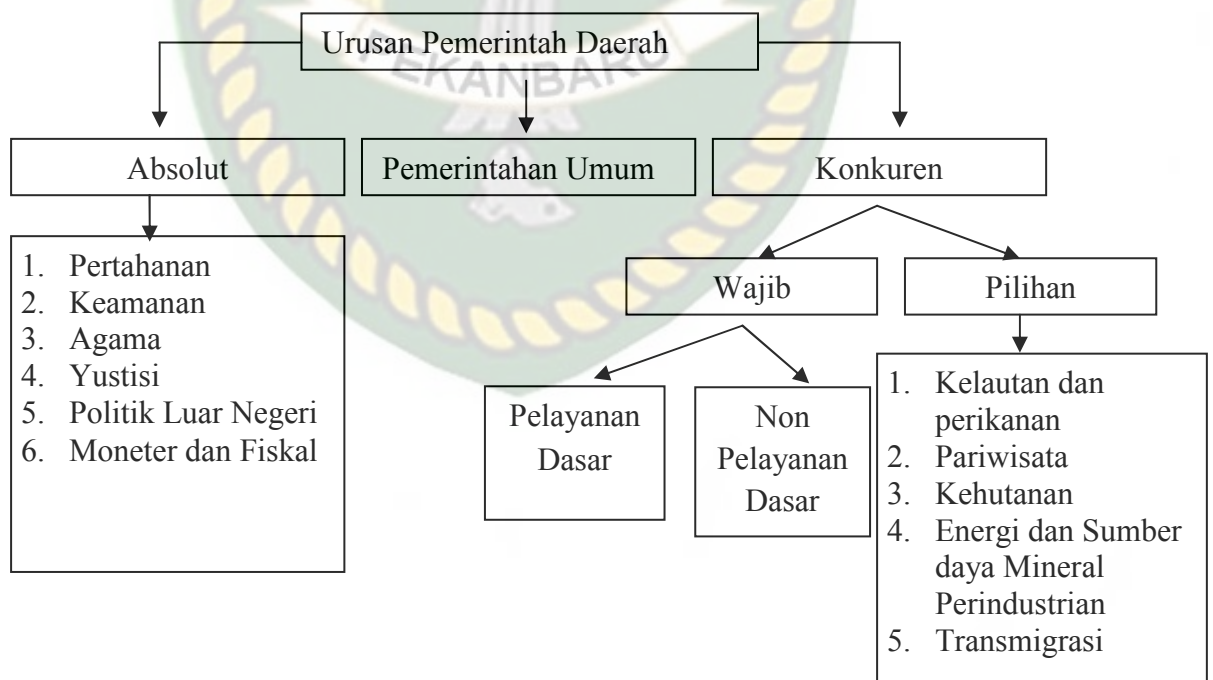 Urusan Pemerintah Daerah
PEKANBARU
Absolut
Pemerintahan Umum
Konkuren
1. Pertahanan
2. Keamanan
3. Agama
4. Yustisi
5. Politik Luar Negeri
6. Moneter dan Fiskal
Wajib
Pilihan
Pelayanan
Dasar
Non
Pelayanan
Dasar
1. Kelautan dan
perikanan
2. Pariwisata
3. Kehutanan
4. Energi dan Sumber
daya Mineral
Perindustrian
5. Transmigrasi